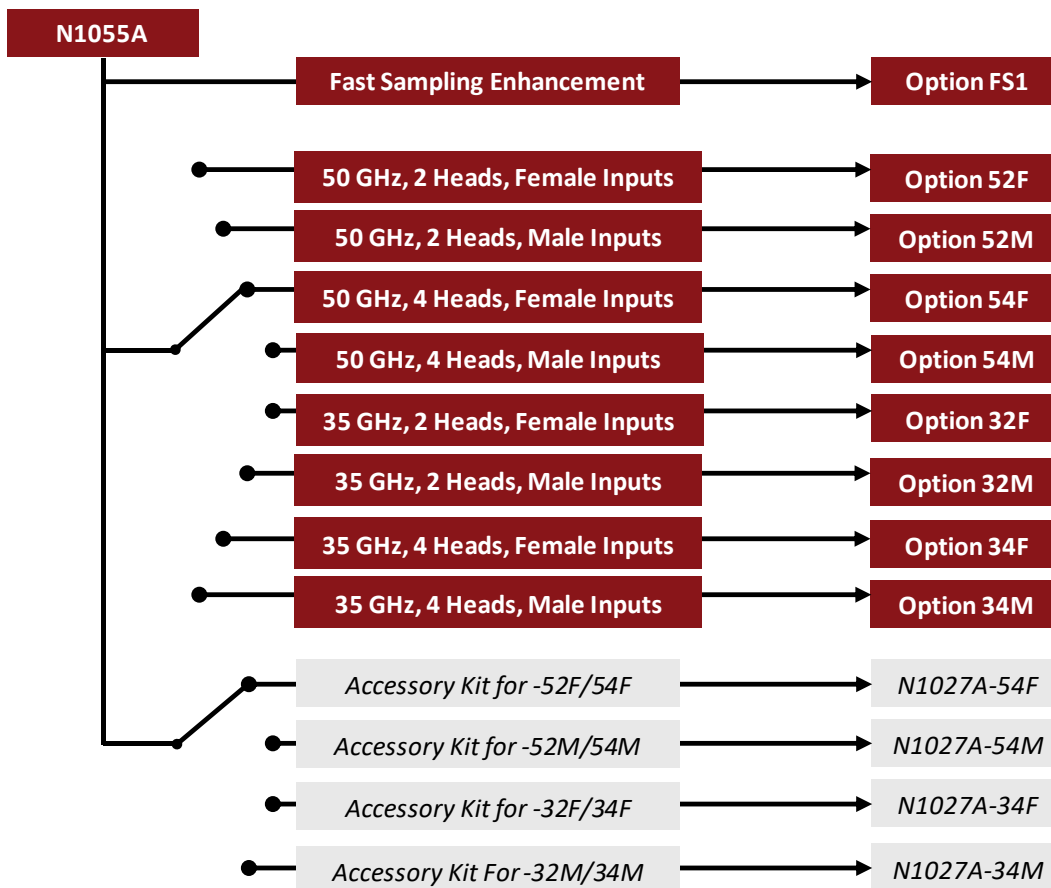 N1055A
Fast Sampling Enhancement
Option FS1
50 GHz, 2 Heads, Female Inputs
Option 52F
50 GHz, 2 Heads, Male Inputs
Option 52M
50 GHz, 4 Heads, Female Inputs
Option 54F
50 GHz, 4 Heads, Male Inputs
Option 54M
35 GHz, 2 Heads, Female Inputs
Option 32F
35 GHz, 2 Heads, Male Inputs
Option 32M
35 GHz, 4 Heads, Female Inputs
Option 34F
35 GHz, 4 Heads, Male Inputs
Option 34M
Accessory Kit for -52F/54F
N1027A-54F
Accessory Kit for -52M/54M
N1027A-54M
Accessory Kit for -32F/34F
N1027A-34F
Accessory Kit For -32M/34M
N1027A-34M